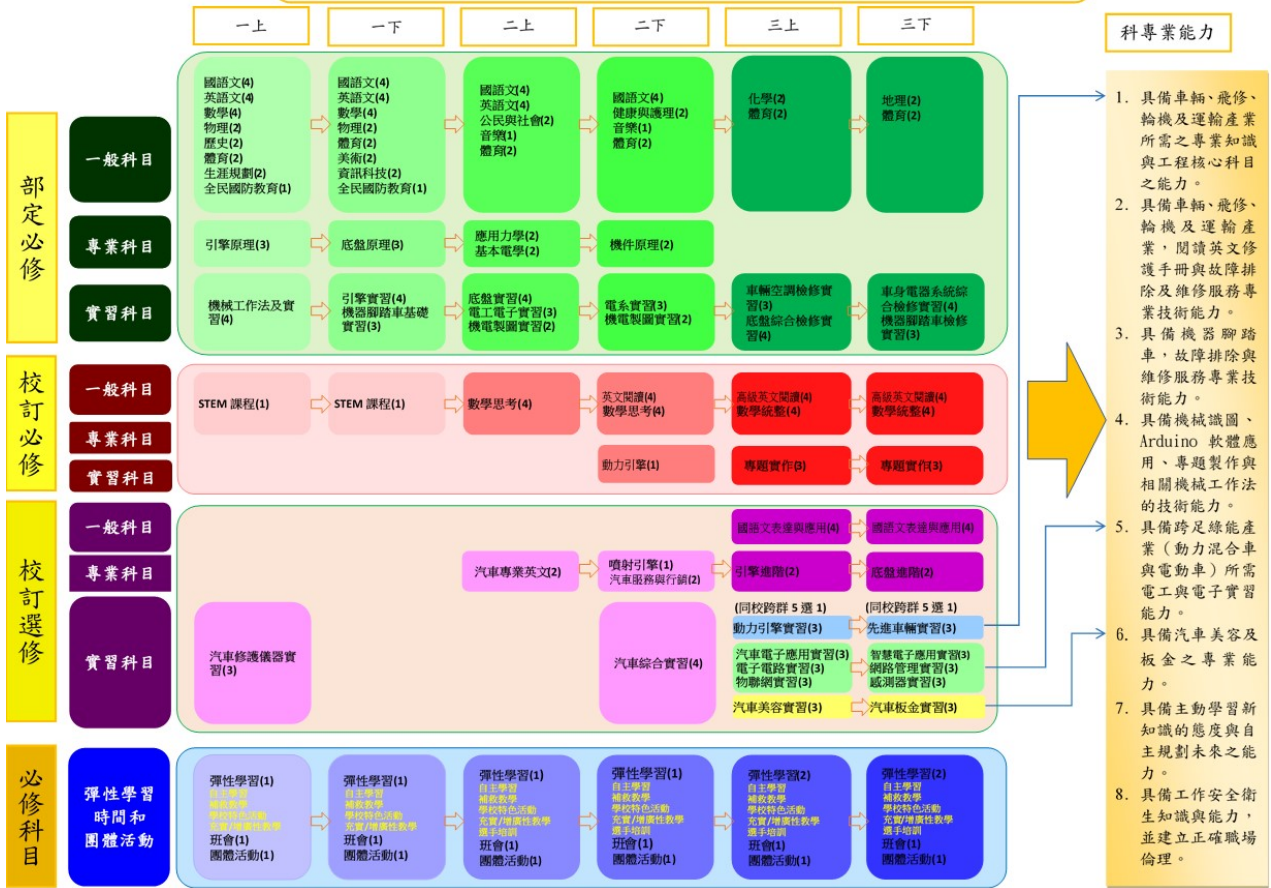 一上
一下
二上
二下
三上
三下
科專業能力
部定必修
一般科目
國語文(4)
英語文(4)
數學(4)
物理(2)
歷史(2)
體育(2)
生涯規劃(2)
全民國防教育(1)
國語文(4)
英語文(4)
數學(4)
物理(2)
體育(2)
美術(2)
資訊科技(2)
全民國防教育(1)
國語文(4)
英語文(4)
公民與社會(2)
音樂(1)
體育(2)
國語文(4)
健康與護理(2)
音樂(1)
體育(2)
化學(2)
體育(2)
地理(2)
體育(2)
專業科目
引擎原理(3)
底盤原理(3)
應用力學(2)
基本電學(2)
機件原理(2)
實習科目
機械工作法及實
習(4)
引擎實習(4)
機器腳踏車基礎
實習(3)
底盤實習(4)
電工電子實習(3)
機電製圖實習(2)
電系實習(3)
機電製圖實習(2)
車輛空調檢修實習
(3)
底盤綜合檢修實
習(4)
車身電器系統綜
合檢修實習(4)
機器腳踏車檢修
實習(3)
校訂必修
一般科目
STEM 課程(1)
STEM 課程(1)
數學思考(4)
英文閱讀(4)
數學思考(4)
高級英文閱讀(4)
數學統整(4)
高級英文閱讀(4)
數學統整(4)
專業科目
實習科目
動力引擎(1)
專題實作(3)
專題實作(3)
校訂選修
一般科目
國語文表達與應用(4)
國語文表達與應用(4)
專業科目
汽車專業英文(2)
噴射引擎(1)
汽車服務與行銷(2)
引擎進階(2)
底盤進階(2)
實習科目
汽車修護儀器實
習(3)
汽車綜合實習(4)
(同校跨群 5 選 1)
動力引擎實習(3)
汽車電子應用實習(3)
電子電路實習(3)
物聯網實習(3)
汽車美容實習(3)
(同校跨群 5 選 1)
先進車輛實習(3)
智慧電子應用實習(3)
網路管理實習(3)
感測器實習(3)
汽車板金實習(3)
必修科目
彈性學習
時間和
團體活動
彈性學習(1)
自主學習
補救教學
學校特色活動
充實/增廣性教學
班會(1)
團體活動(1)
彈性學習(1)
自主學習
補救教學
學校特色活動
充實/增廣性教學
班會(1)
團體活動(1)
彈性學習(1)
自主學習
補救教學
學校特色活動
充實/增廣性教學
選手培訓
班會(1)
團體活動(1)
彈性學習(1)
自主學習
補救教學
學校特色活動
充實/增廣性教學
選手培訓
班會(1)
團體活動(1)
彈性學習(2)
自主學習
補救教學
學校特色活動
充實/增廣性教學
選手培訓
班會(1)
團體活動(1)
彈性學習(2)
自主學習
補救教學
學校特色活動
充實/增廣性教學
選手培訓
班會(1)
團體活動(1)
1. 具備車輛、飛修、
輪機及運輸產業
所需之專業知識
與工程核心科目
之能力。
2. 具備車輛、飛修、
輪機及運輸產
業，閱讀英文修
護手冊與故障排
除及維修服務專
業技術能力。
3. 具備機器腳踏
車，故障排除與
維修服務專業技
術能力。
4. 具備機械識圖、
Arduino 軟體應
用、專題製作與
相關機械工作法
的技術能力。
5. 具備跨足綠能產
業（動力混合車
與電動車）所需
電工與電子實習
能力。
6. 具備汽車美容及
板金之專業能
力。
7. 具備主動學習新
知識的態度與自
主規劃未來之能
力。
8. 具備工作安全衛
生知識與能力，
並建立正確職場
倫理。